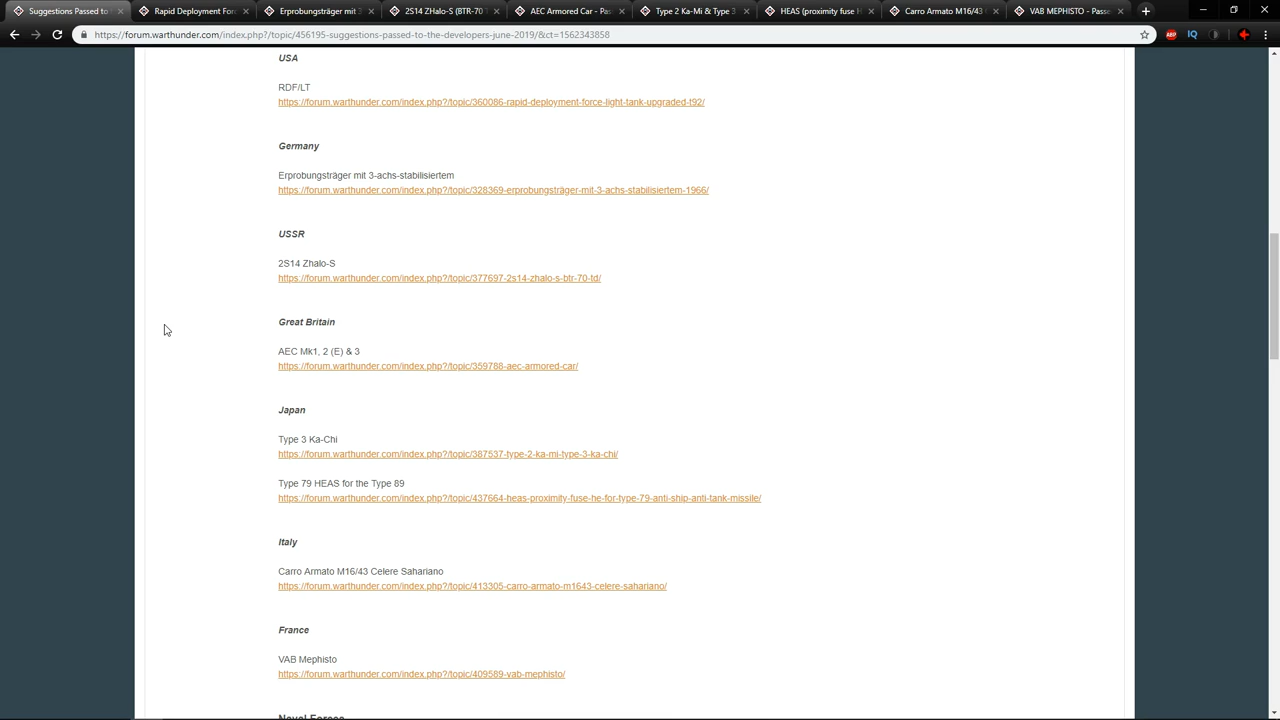 Suggestions Passed to
Rapid Deployment For
Erprobungsträger mit 3
2S14 Zhalo-S (BTR-70
AEC Armored Car - Pas
Type 2 Ka-Mi & Type 3
HEAS (proximity fuse H
Carro Armato M16/43
VAB MEPHISTO - Passe
https://forum.warthunder.com/index.php?/topic/456195-suggestions-passed-to-the-developers-june-2019/&ct=1562343858
ABP
IQ
USA
RDF/LT
https://forum.warthunder.com/index.php?/topic/360086-rapid-deployment-force-light-tank-upgraded-t92/
Germany
Erprobungsträger mit 3-achs-stabilisiertem
https://forum.warthunder.com/index.php?/topic/328369-erprobungsträger-mit-3-achs-stabilisiertem-1966/
USSR
2S14 Zhalo-S
https://forum.warthunder.com/index.php?/topic/377697-2s14-zhalo-s-btr-70-td/
Great Britain
AEC Mk1, 2 (E) & 3
https://forum.warthunder.com/index.php?/topic/359788-aec-armored-car/
Japan
Type 3 Ka-Chi
https://forum.warthunder.com/index.php?/topic/387537-type-2-ka-mi-type-3-ka-chi/
Type 79 HEAS for the Type 89
https://forum.warthunder.com/index.php?/topic/437664-heas-proximity-fuse-he-for-type-79-anti-ship-anti-tank-missile/
Italy
Carro Armato M16/43 Celere Sahariano
https://forum.warthunder.com/index.php?/topic/413305-carro-armato-m1643-celere-sahariano/
France
VAB Mephisto
https://forum.warthunder.com/index.php?/topic/409589-vab-mephisto/
Naval Forces